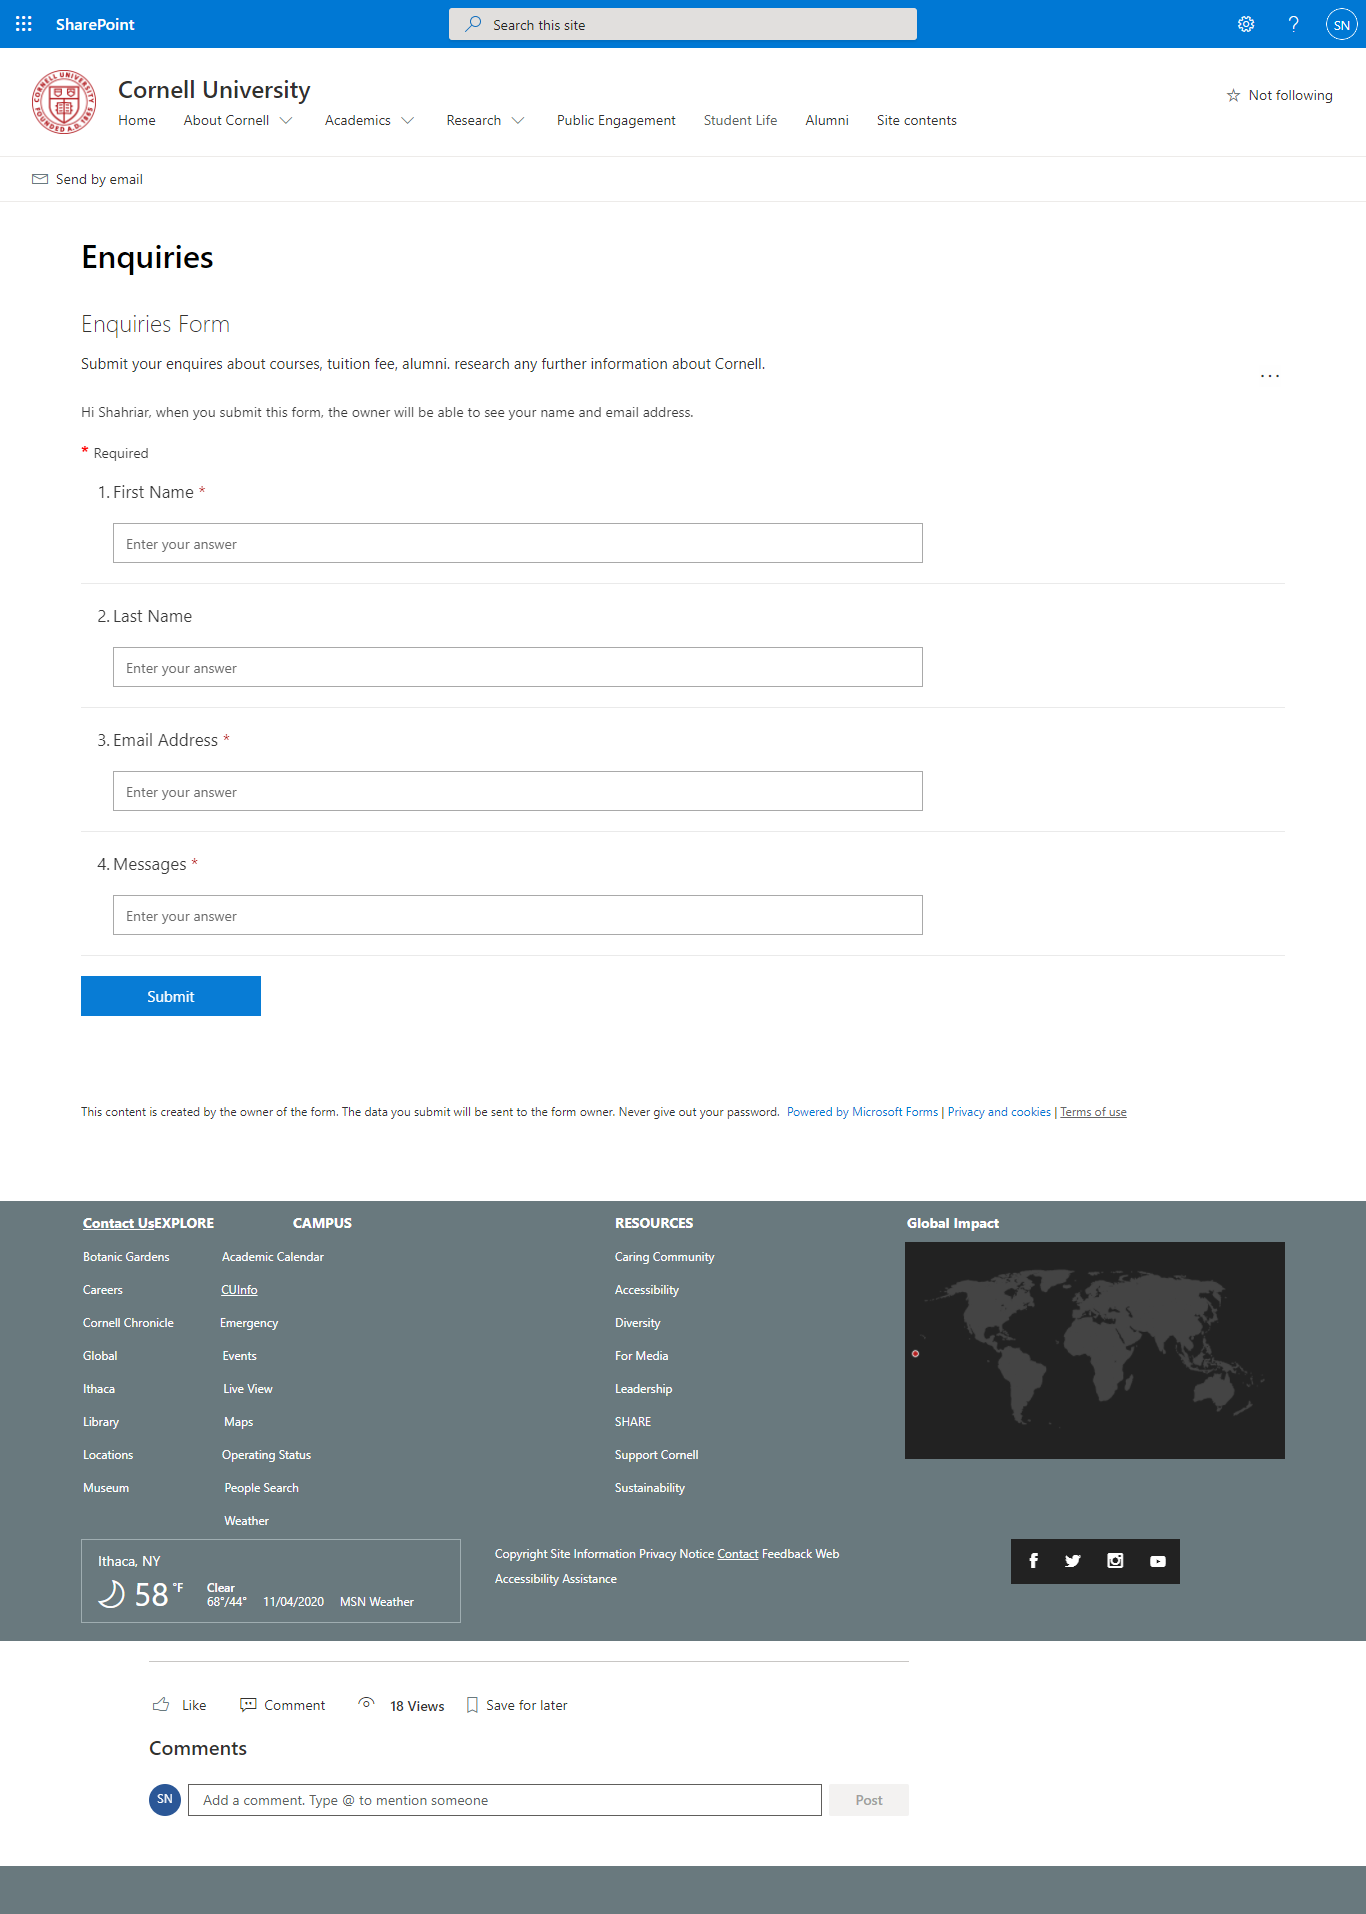 SharePoint
Search this site
?
SN
CORNELL UNIVERSITY FOUNDED A.D. 1865
Cornell University
Not following
Home About Cornell Academics Research Public Engagement Student Life Alumni Site contents
Send by email
Enquiries
Enquiries Form
Submit your enquires about courses, tuition fee, alumni. research any further information about Cornell.
...
Hi Shahriar, when you submit this form, the owner will be able to see your name and email address.
* Required
1. First Name *
Enter your answer
2. Last Name
Enter your answer
3. Email Address *
Enter your answer
4. Messages *
Enter your answer
Submit
This content is created by the owner of the form. The data you submit will be sent to the form owner. Never give out your password. Powered by Microsoft Forms | Privacy and cookies | Terms of use
Contact UsEXPLORE CAMPUS RESOURCES Global Impact
Botanic Gardens Academic Calendar Caring Community
Careers CUInfo Accessibility
Cornell Chronicle Emergency Diversity
Global Events For Media
Ithaca Live View Leadership
Library Maps SHARE
Locations Operating Status Support Cornell
Museum People Search Sustainability
Weather
Ithaca, NY
58 °F
Clear
68°/44° 11/04/2020 MSN Weather
Copyright Site Information Privacy Notice Contact Feedback Web
Accessibility Assistance
Like Comment 18 Views Save for later
Comments
SN Add a comment. Type @ to mention someone Post